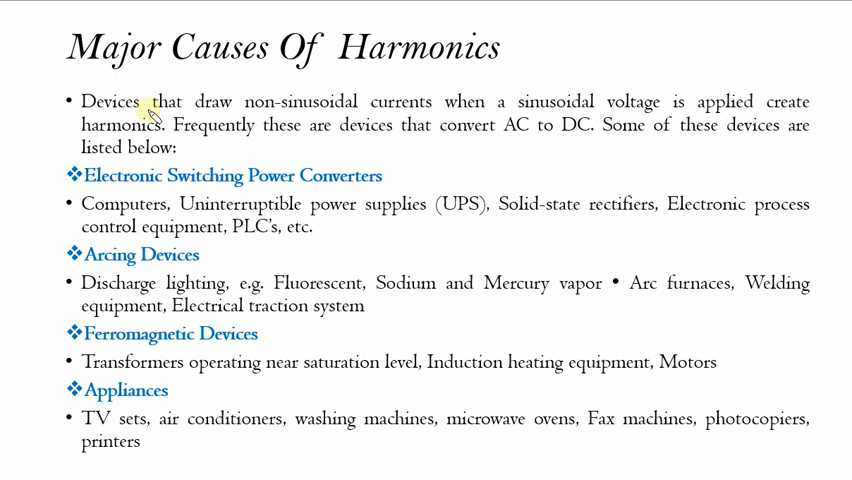 Major Causes Of Harmonics
• Devices that draw non-sinusoidal currents when a sinusoidal voltage is applied create
harmonics. Frequently these are devices that convert AC to DC. Some of these devices are
listed below:
❖Electronic Switching Power Converters
• Computers, Uninterruptible power supplies (UPS), Solid-state rectifiers, Electronic process
control equipment, PLC's, etc.
❖Arcing Devices
• Discharge lighting, e.g. Fluorescent, Sodium and Mercury vapor • Arc furnaces, Welding
equipment, Electrical traction system
❖Ferromagnetic Devices
• Transformers operating near saturation level, Induction heating equipment, Motors
❖Appliances
• TV sets, air conditioners, washing machines, microwave ovens, Fax machines, photocopiers,
printers